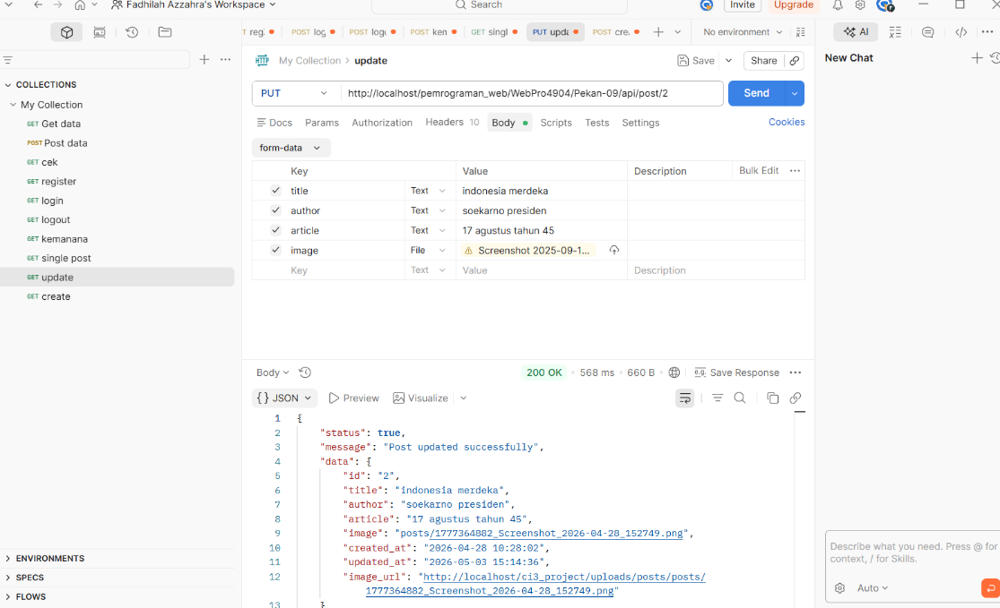 Fadhilah Azzahra's Workspace
Search
Invite
Upgrade
regi
POST log
POST logu
POST ken
GET singl
PUT upda
POST cre
No environment
AI
My Collection > update
Save
Share
New Chat
COLLECTIONS
My Collection
GET Get data
POST Post data
GET cek
GET register
GET login
GET logout
GET kemanana
GET single post
GET update
GET create
ENVIRONMENTS
SPECS
FLOWS
PUT
http://localhost/pemrograman_web/WebPro4904/Pekan-09/api/post/2
Send
Docs Params Authorization Headers 10 Body Scripts Tests Settings Cookies
form-data
Key Value Description Bulk Edit
title Text indonesia merdeka
author Text soekarno presiden
article Text 17 agustus tahun 45
image File Screenshot 2025-09-1...
Key Text Value Description
Body 200 OK 568 ms 660 B e.g. Save Response
{} JSON Preview Visualize
1 {
2 "status": true,
3 "message": "Post updated successfully",
4 "data": {
5 "id": "2",
6 "title": "indonesia merdeka",
7 "author": "soekarno presiden",
8 "article": "17 agustus tahun 45",
9 "image": "posts/1777364882_Screenshot_2026-04-28_152749.png",
10 "created_at": "2026-04-28 10:28:02",
11 "updated_at": "2026-05-03 15:14:36",
12 "image_url": "http://localhost/ci3_project/uploads/posts/posts/
1777364882_Screenshot_2026-04-28_152749.png"
13 }
Describe what you need. Press @ for
context, / for Skills.
Auto